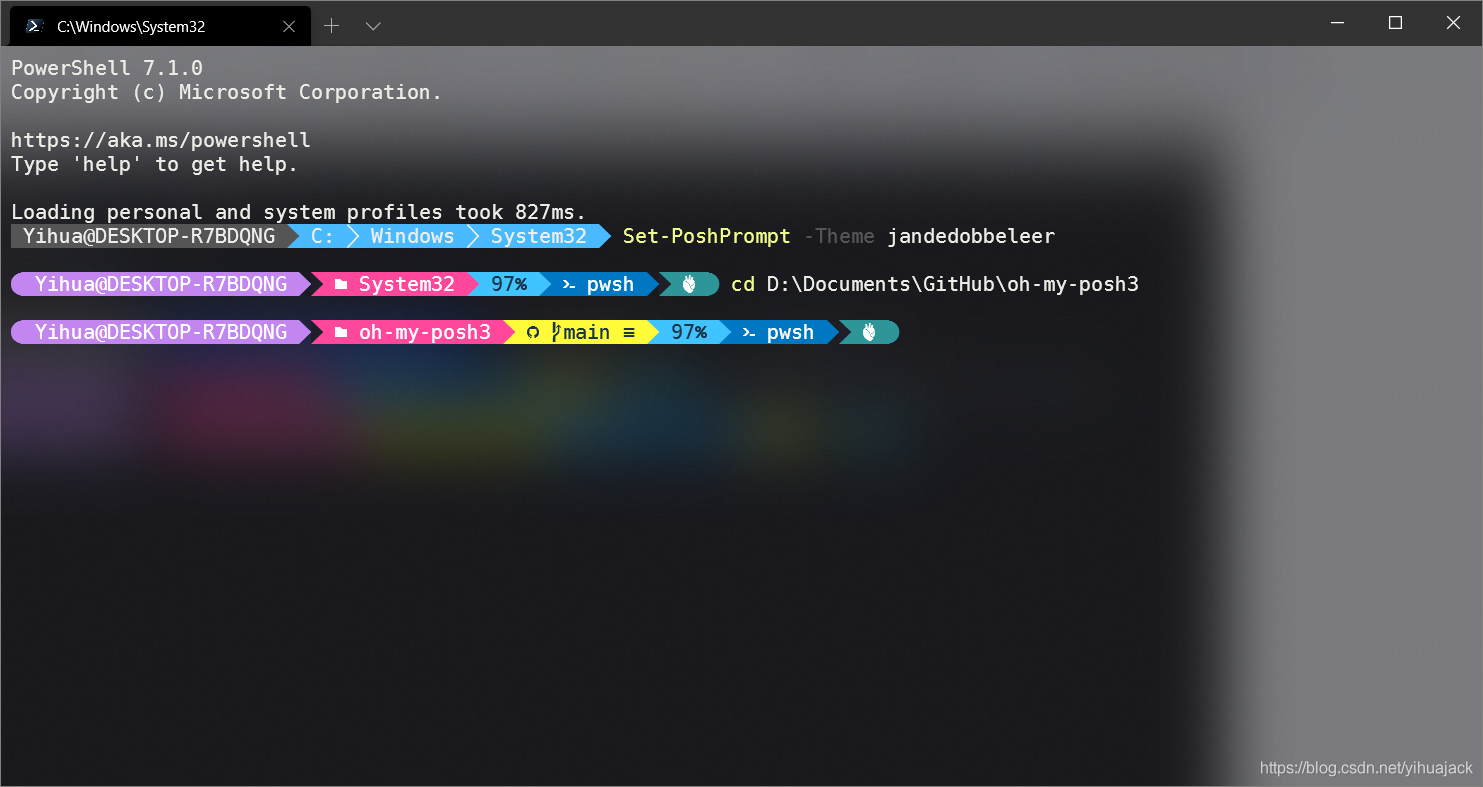 C:\Windows\System32
PowerShell 7.1.0
Copyright (c) Microsoft Corporation.
https://aka.ms/powershell
Type 'help' to get help.
Loading personal and system profiles took 827ms.
Yihua@DESKTOP-R7BDQNG C: Windows System32 Set-PoshPrompt -Theme jandedobbeleer
Yihua@DESKTOP-R7BDQNG System32 97% pwsh cd D:\Documents\GitHub\oh-my-posh3
Yihua@DESKTOP-R7BDQNG oh-my-posh3 main ≡ 97% pwsh
https://blog.csdn.net/yihuajack